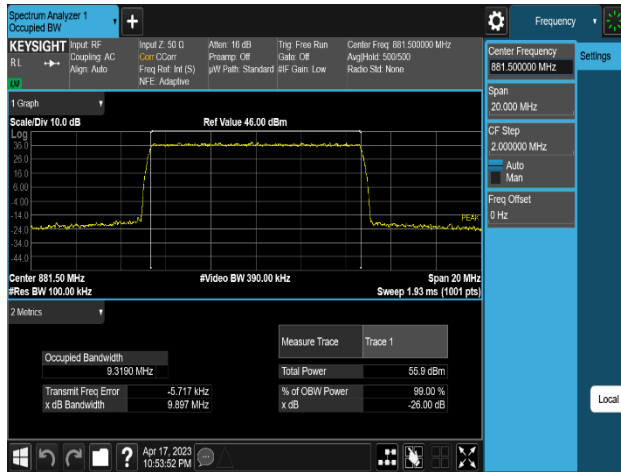 Spectrum Analyzer 1
Occupied BW
Frequency
KEYSIGHT
RL
Input: RF
Coupling: AC
Align: Auto
Input Z: 50 Ω
Corr CCorr
Freq Ref: Int (S)
NFE: Adaptive
Atten: 16 dB
Preamp: Off
µW Path: Standard
Trig: Free Run
Gate: Off
#IF Gain: Low
Center Freq: 881.500000 MHz
Avg|Hold: 500/500
Radio Std: None
Center Frequency
881.500000 MHz
Settings
Span
20.000 MHz
CF Step
2.000000 MHz
Auto
Man
Freq Offset
0 Hz
Local
1 Graph
Scale/Div 10.0 dB
Ref Value 46.00 dBm
Log
36.0
26.0
16.0
6.00
-4.00
-14.0
-24.0
-34.0
-44.0
PEAK
Center 881.50 MHz
#Video BW 390.00 kHz
Span 20 MHz
#Res BW 100.00 kHz
Sweep 1.93 ms (1001 pts)
2 Metrics
Measure Trace
Trace 1
Occupied Bandwidth
9.3190 MHz
Total Power
55.9 dBm
Transmit Freq Error
-5.717 kHz
% of OBW Power
99.00 %
x dB Bandwidth
9.897 MHz
x dB
-26.00 dB
Apr 17, 2023
10:53:52 PM